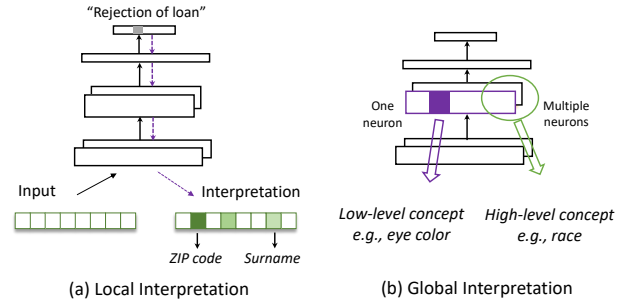 “Rejection of loan”
Input
Interpretation
ZIP code
Surname
(a) Local Interpretation
One
neuron
Multiple
neurons
Low-level concept
e.g., eye color
High-level concept
e.g., race
(b) Global Interpretation